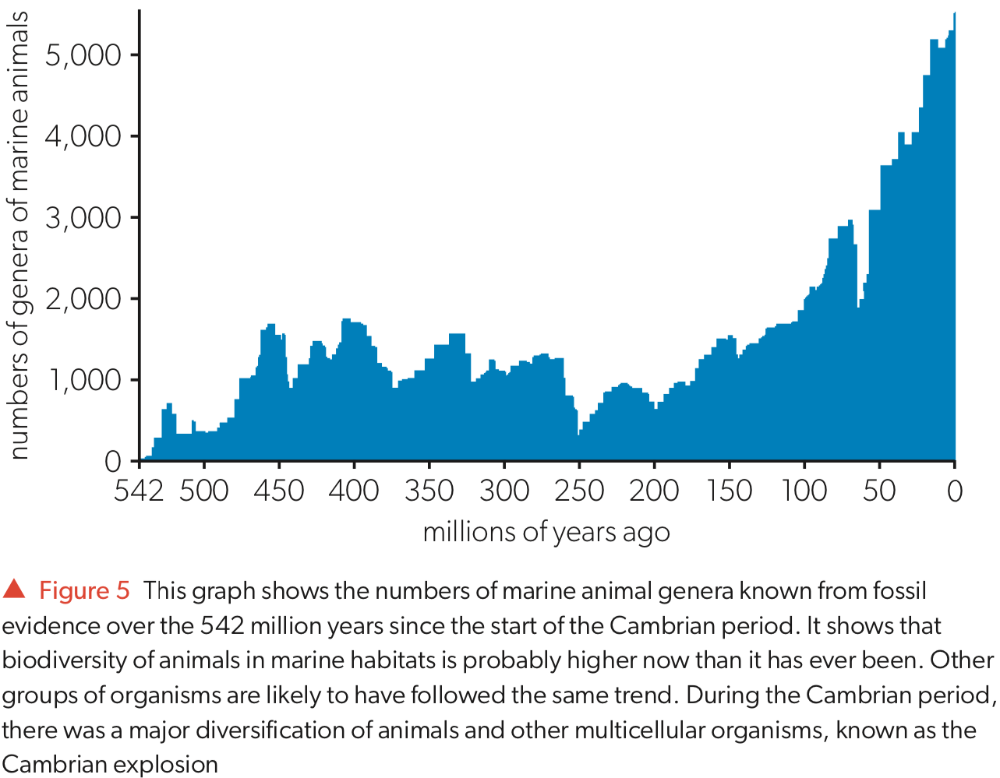 numbers of genera of marine animals
5,000
4,000
3,000
2,000
1,000
0
542 500 450 400 350 300 250 200 150 100 50 0
millions of years ago
▲ Figure 5 This graph shows the numbers of marine animal genera known from fossil
evidence over the 542 million years since the start of the Cambrian period. It shows that
biodiversity of animals in marine habitats is probably higher now than it has ever been. Other
groups of organisms are likely to have followed the same trend. During the Cambrian period,
there was a major diversification of animals and other multicellular organisms, known as the
Cambrian explosion